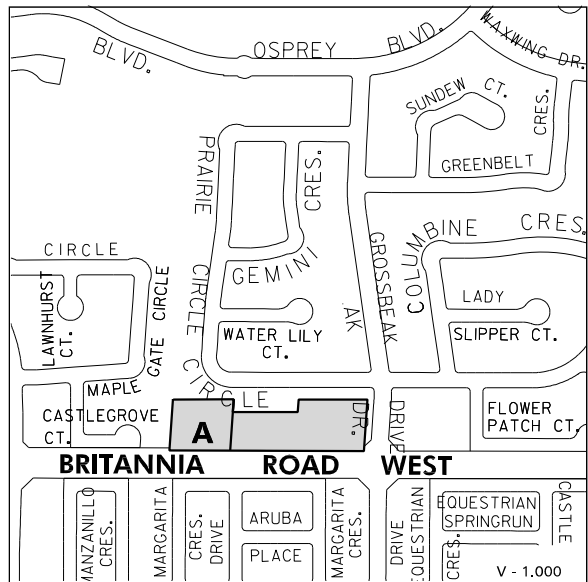 BLVD.
OSPREY
BLVD.
WAXWING DR.
SUNDEW CT.
CRES.
GREENBELT
PRAIRIE
CIRCLE
CIRCLE
GEMINI
CRES.
GROSSBEAK
DRIVE
COLUMBINE
CRES.
CIRCLE
LAWNHURST
CT.
GATE CIRCLE
MAPLE
WATER LILY
CT.
AK
DR.
LADY
SLIPPER CT.
CASTLEGROVE
CT.
A
FLOWER
PATCH CT.
BRITANNIA ROAD WEST
MANZANILLO
CRES.
MARGARITA
CRES.
DRIVE
ARUBA
PLACE
MARGARITA
CRES.
DRIVE
EQUESTRIAN
CRES.
EQUESTRIAN
SPRINGRUN
CASTLE
V - 1.000